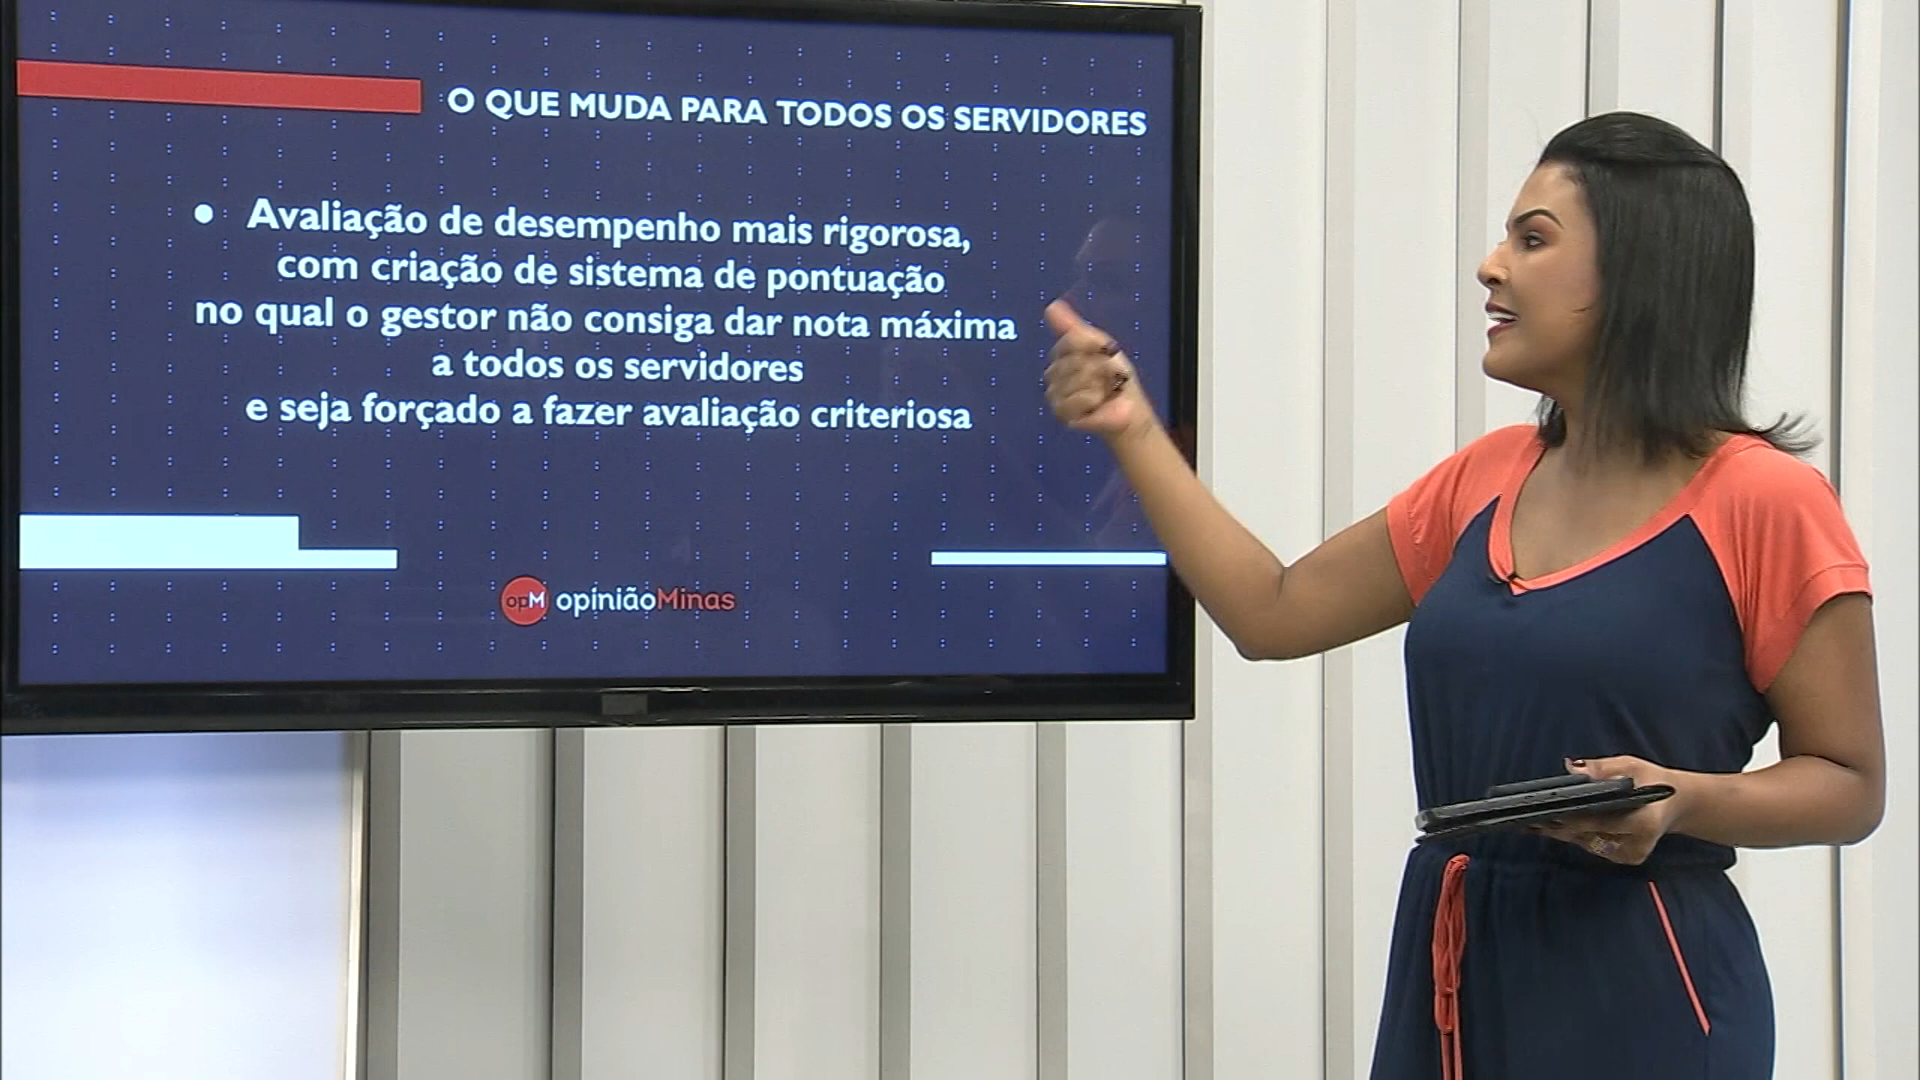 O QUE MUDA PARA TODOS OS SERVIDORES
• Avaliação de desempenho mais rigorosa,
com criação de sistema de pontuação
no qual o gestor não consiga dar nota máxima
a todos os servidores
e seja forçado a fazer avaliação criteriosa
opM opiniãoMinas